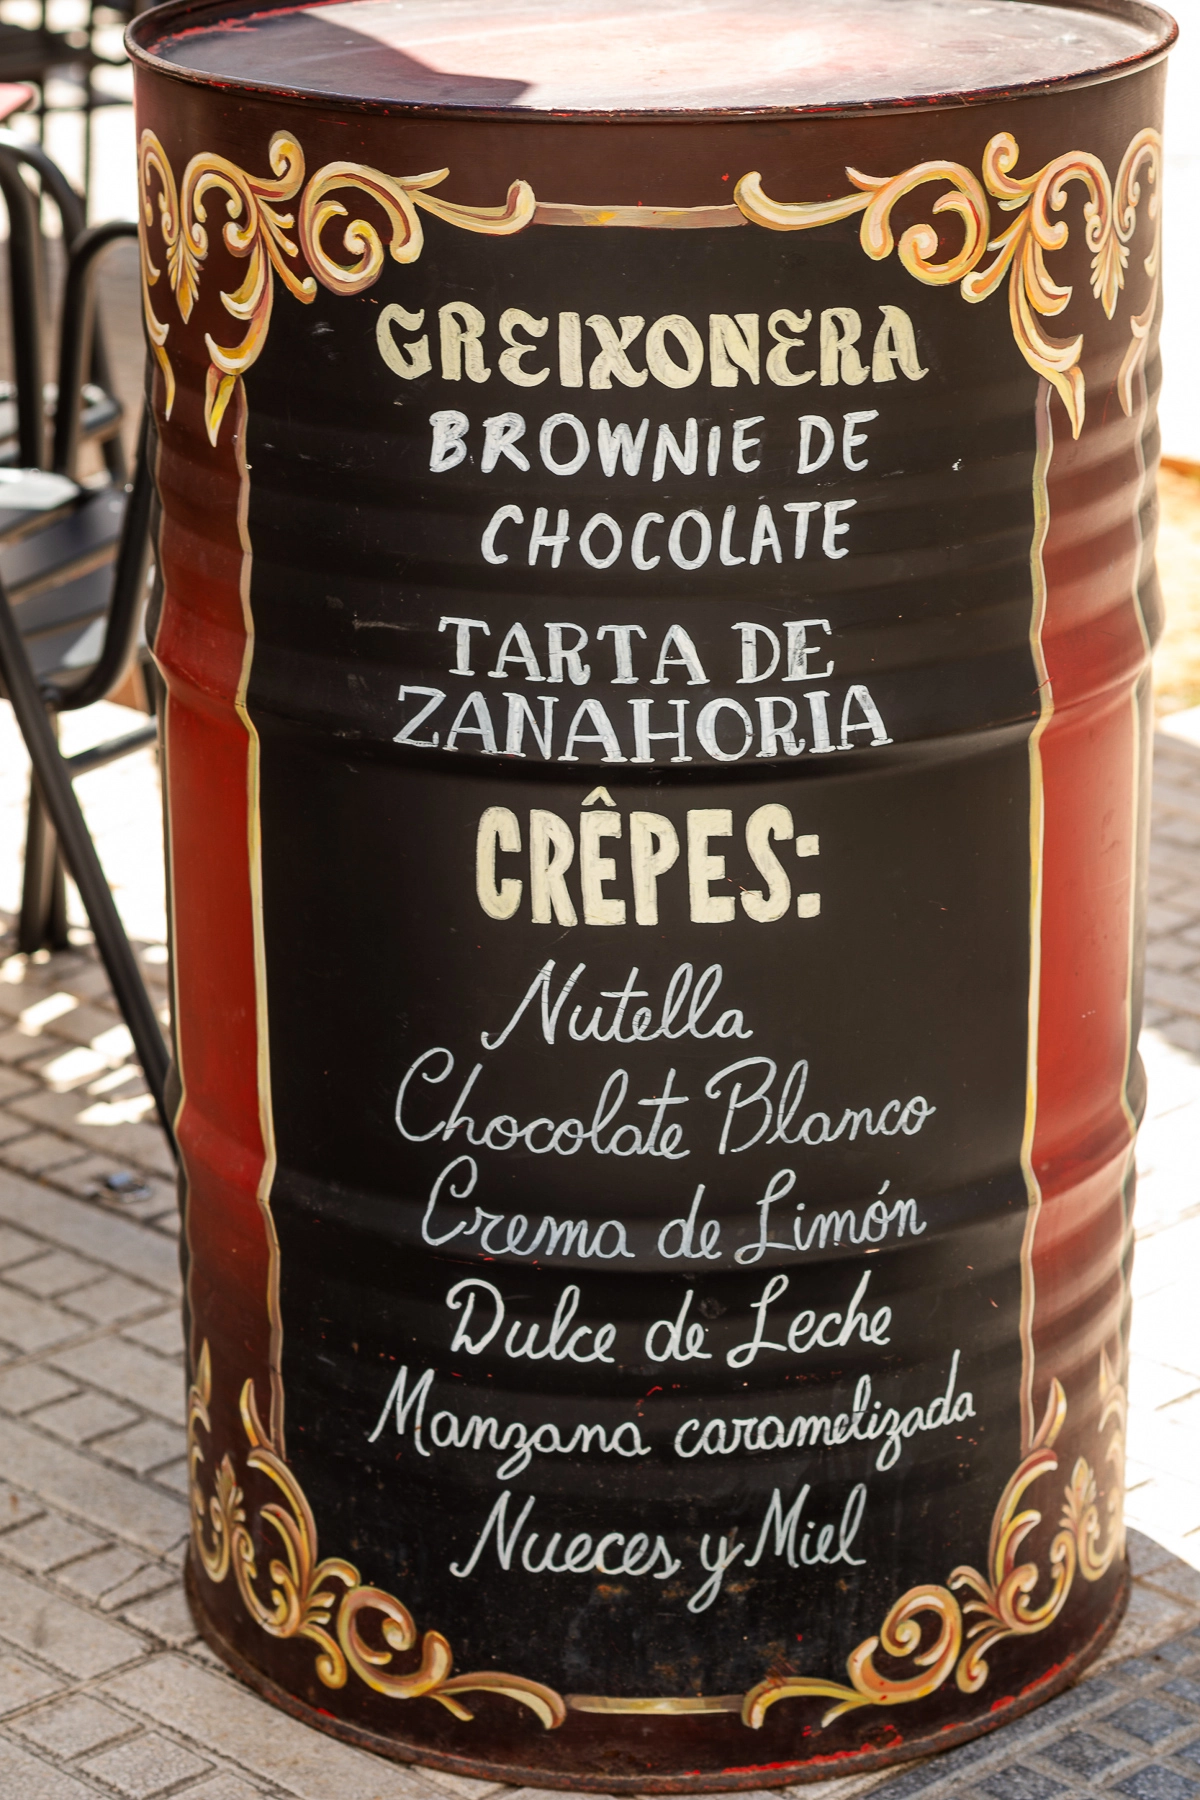 GREIXONERA
BROWNIE DE
CHOCOLATE
TARTA DE
ZANAHORIA
CRÊPES:
Nutella
Chocolate Blanco
Crema de Limón
Dulce de Leche
Manzana caramelizada
Nueces y Miel